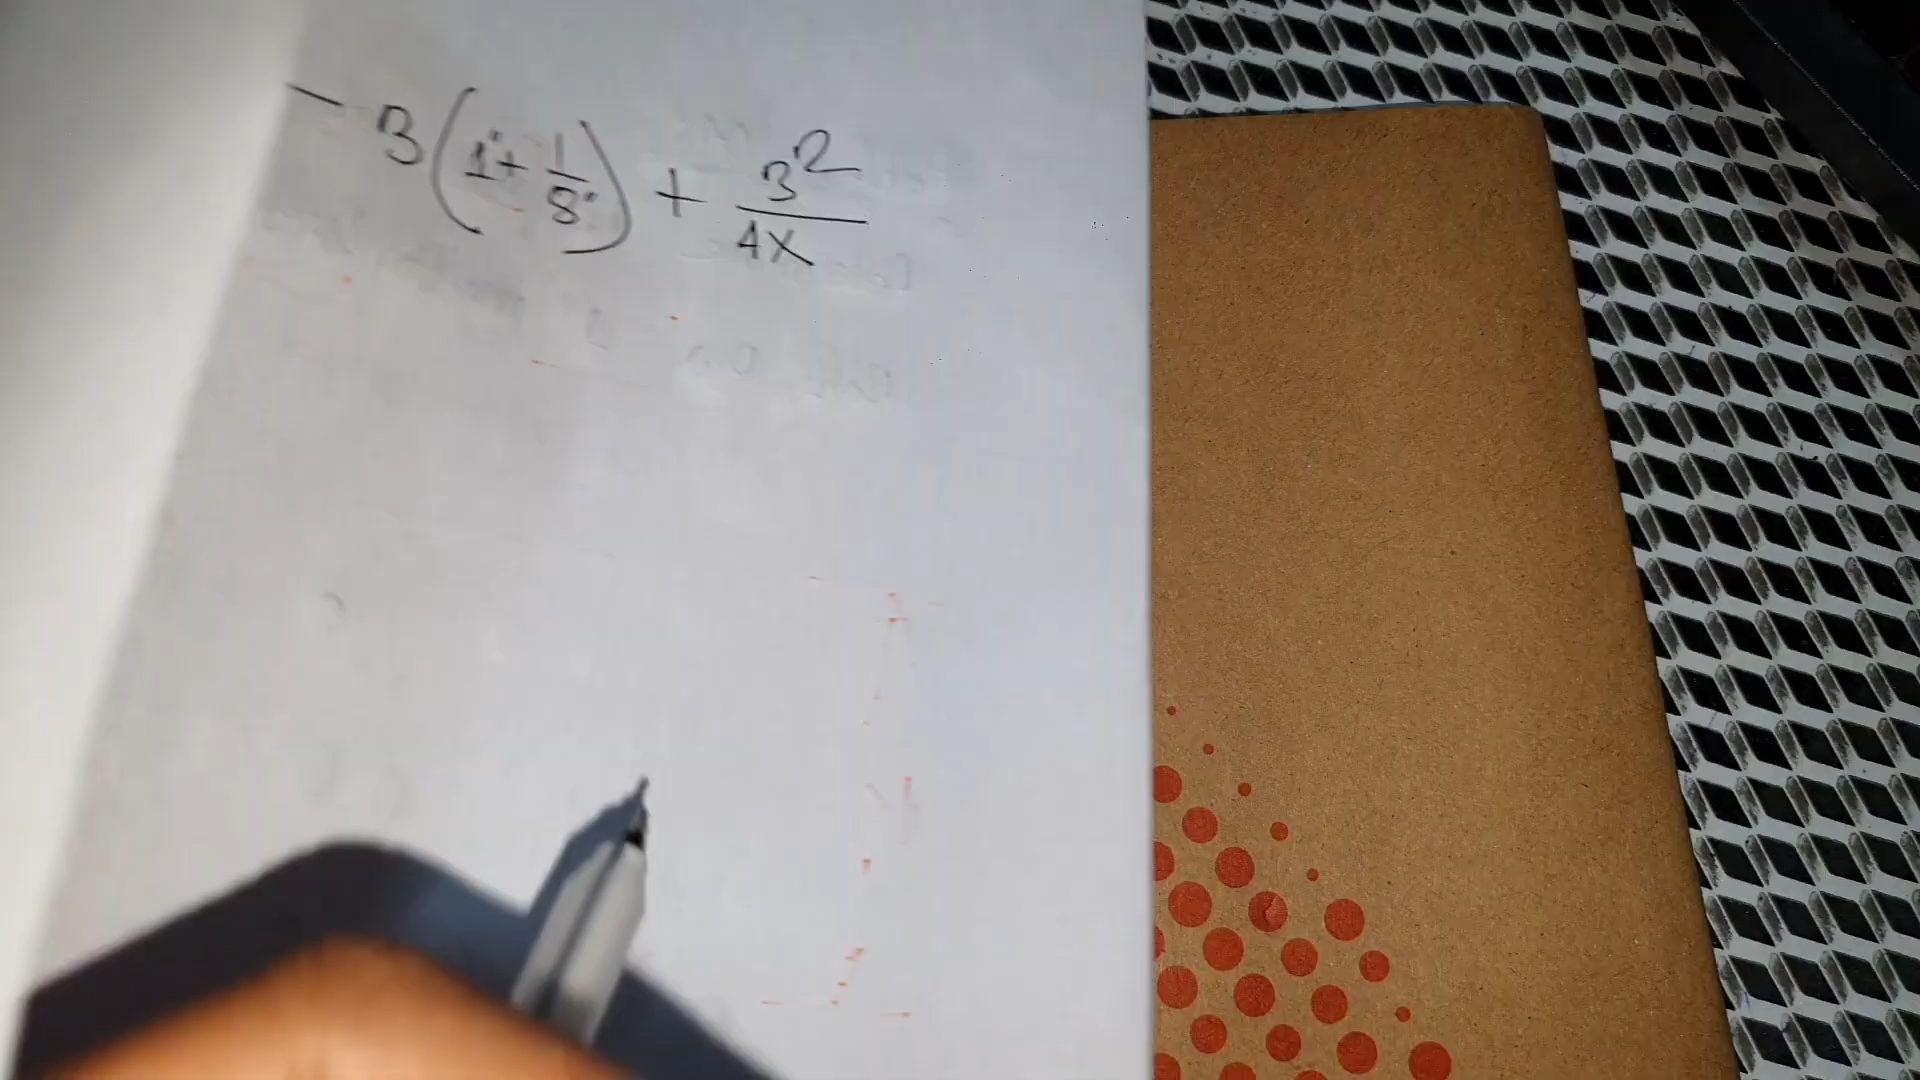 - 3(1+ 1/8) + 3²/4x